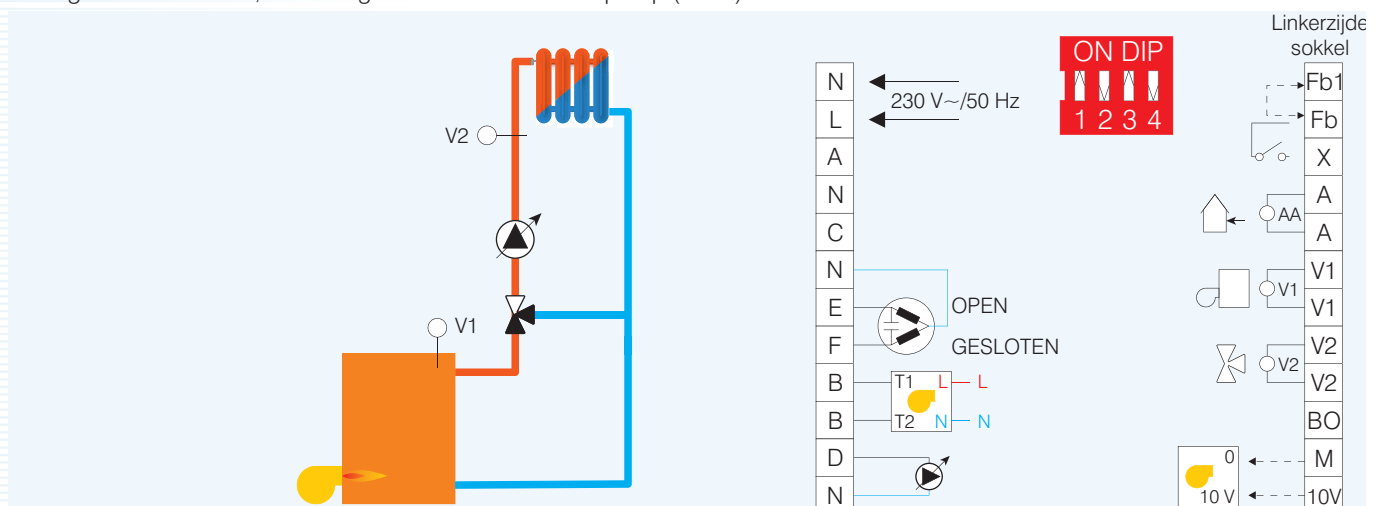 Linkerzijde
sokkel
ON DIP
1 2 3 4
230 V~/50 Hz
V2
V1
N
L
A
N
C
N
E
F
B
B
D
N
OPEN
GESLOTEN
T1 L L
T2 N N
Fb1
Fb
X
A
A
V1
V1
V2
V2
BO
M
10V
AA
V1
V2
0
10 V